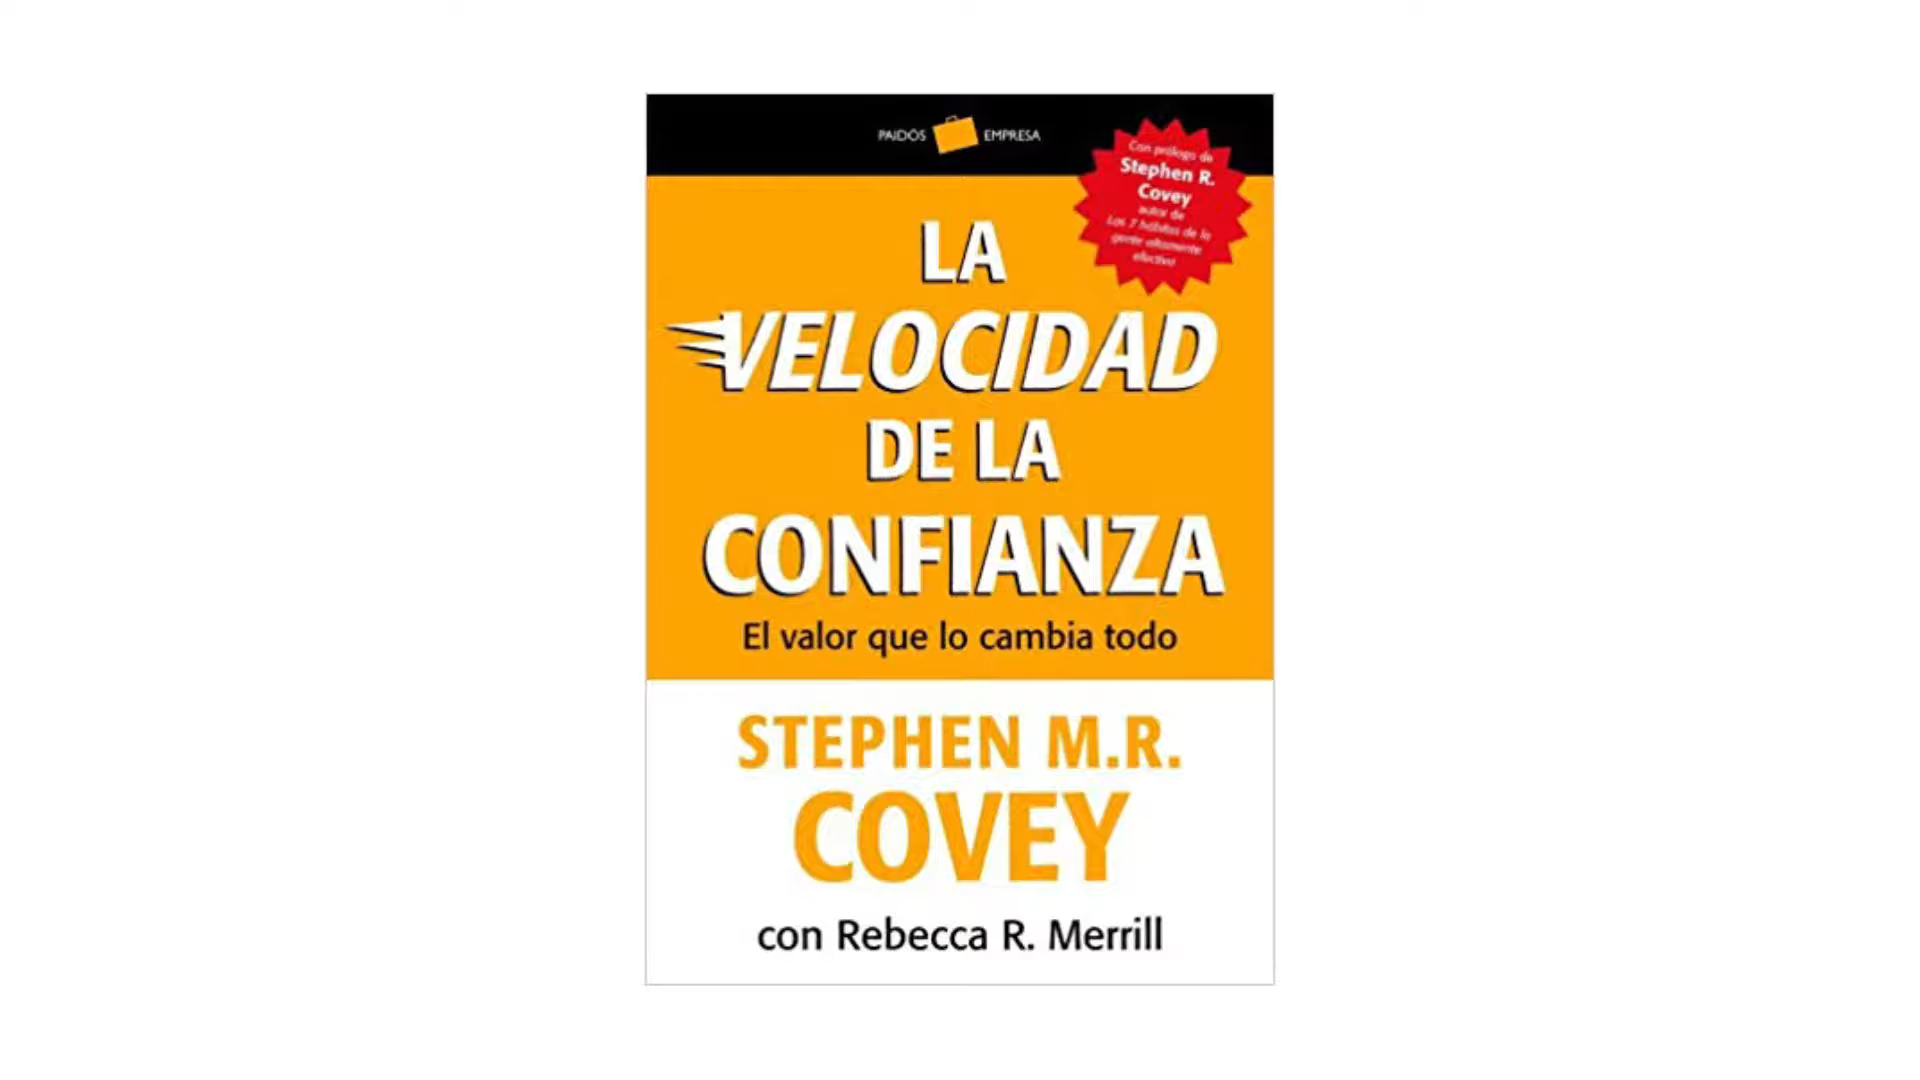 PAIDÓS EMPRESA
Con prólogo de
Stephen R.
Covey
autor de
Los 7 hábitos de la
gente altamente
efectiva
LA
VELOCIDAD
DE LA
CONFIANZA
El valor que lo cambia todo
STEPHEN M.R.
COVEY
con Rebecca R. Merrill